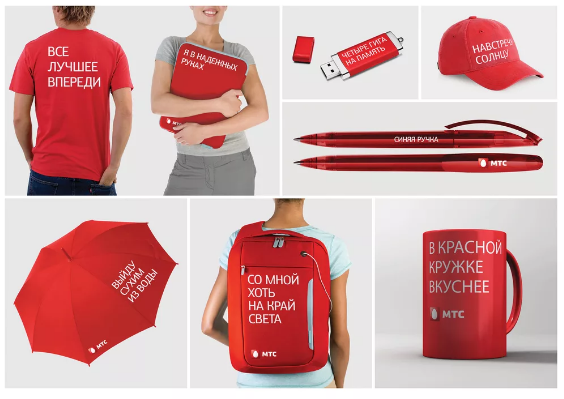 ВСЕ
ЛУЧШЕЕ
ВПЕРЕДИ
Я В НАДЕЖНЫХ
РУКАХ
ЧЕТЫРЕ ГИГА
НА ПАМЯТЬ
НАВСТРЕЧУ
СОЛНЦУ
СИНЯЯ РУЧКА
МТС
ВЫЙДУ
СУХИМ
ИЗ ВОДЫ
МТС
СО МНОЙ
ХОТЬ
НА КРАЙ
СВЕТА
МТС
В КРАСНОЙ
КРУЖКЕ
ВКУСНЕЕ
МТС